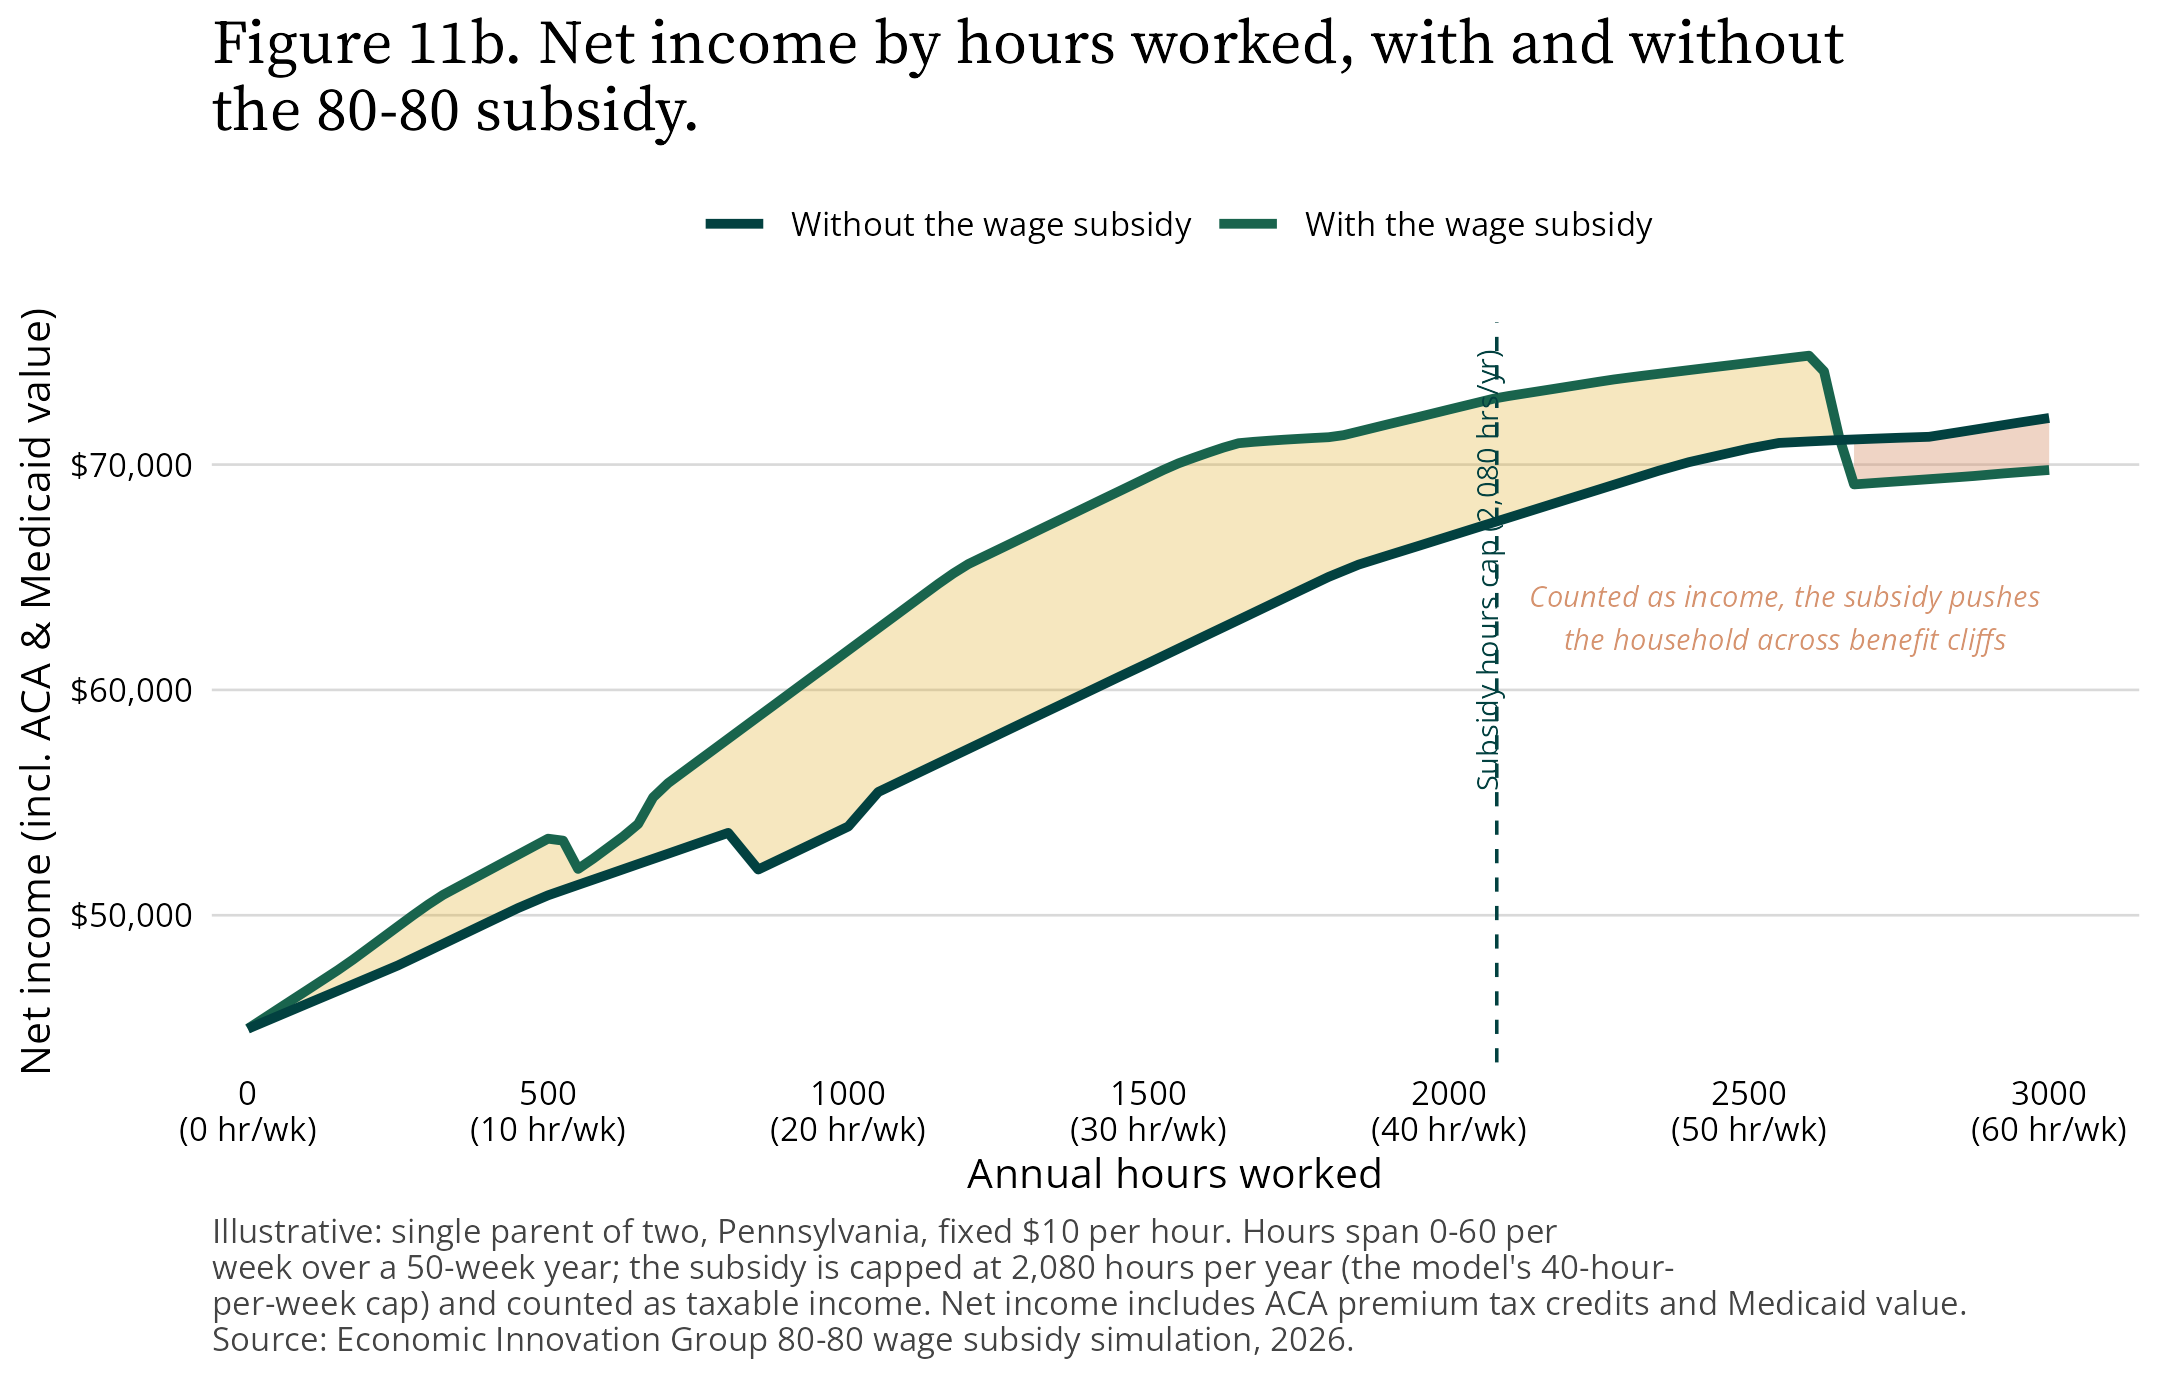 Figure 11b. Net income by hours worked, with and without
the 80-80 subsidy.
Without the wage subsidy
With the wage subsidy
Net income (incl. ACA & Medicaid value)
$70,000
$60,000
$50,000
Subsidy hours cap (2,080 hrs/yr)
Counted as income, the subsidy pushes
the household across benefit cliffs
0 500 1000 1500 2000 2500 3000
(0 hr/wk) (10 hr/wk) (20 hr/wk) (30 hr/wk) (40 hr/wk) (50 hr/wk) (60 hr/wk)
Annual hours worked
Illustrative: single parent of two, Pennsylvania, fixed $10 per hour. Hours span 0-60 per
week over a 50-week year; the subsidy is capped at 2,080 hours per year (the model's 40-hour-
per-week cap) and counted as taxable income. Net income includes ACA premium tax credits and Medicaid value.
Source: Economic Innovation Group 80-80 wage subsidy simulation, 2026.